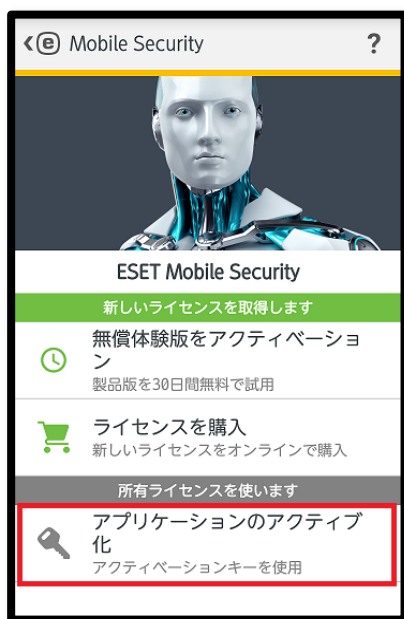 Mobile Security ?
ESET Mobile Security
新しいライセンスを取得します
無償体験版をアクティベーショ
ン
製品版を30日間無料で試用
ライセンスを購入
新しいライセンスをオンラインで購入
所有ライセンスを使います
アプリケーションのアクティブ
化
アクティベーションキーを使用